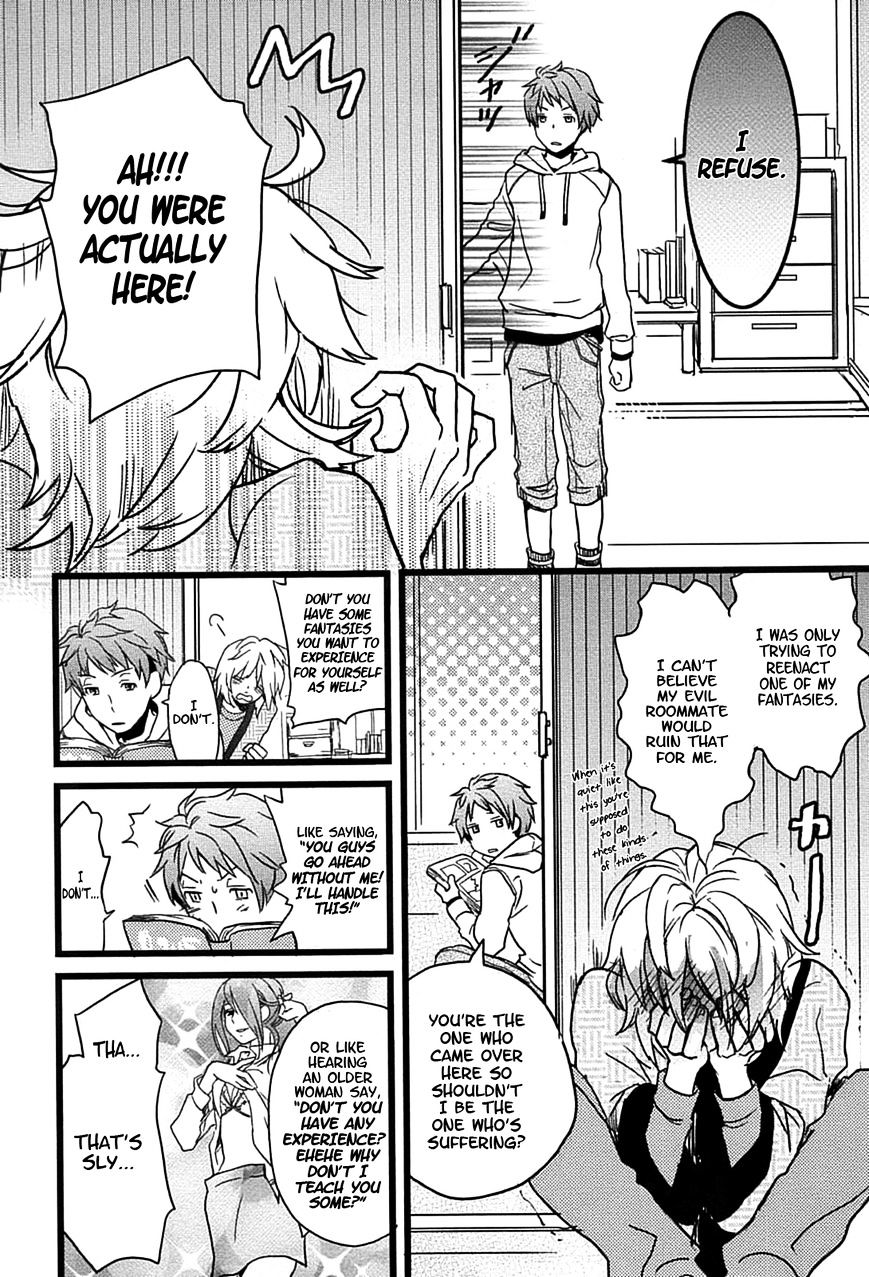 I
REFUSE.
ジャッ
AH!!!
YOU WERE
ACTUALLY
HERE!
I WAS ONLY
TRYING TO
REENACT
ONE OF MY
FANTASIES.
I CAN'T
BELIEVE
MY EVIL
ROOMMATE
WOULD
RUIN THAT
FOR ME.
When it's
quiet like
this you're
supposed
to do
these kinds
of things.
カー
YOU'RE THE
ONE WHO
CAME OVER
HERE SO
SHOULDN'T
I BE THE
ONE WHO'S
SUFFERING?
DON'T YOU
HAVE SOME
FANTASIES
YOU WANT TO
EXPERIENCE
FOR YOURSELF
AS WELL?
?
I
DON'T.
LIKE SAYING,
"YOU GUYS
GO AHEAD
WITHOUT ME!
I'LL HANDLE
THIS!"
I
DON'T...
OR LIKE
HEARING
AN OLDER
WOMAN SAY,
"DON'T YOU
HAVE ANY
EXPERIENCE?
EHEHE WHY
DON'T I
TEACH YOU
SOME?"
THA...
THAT'S
SLY...